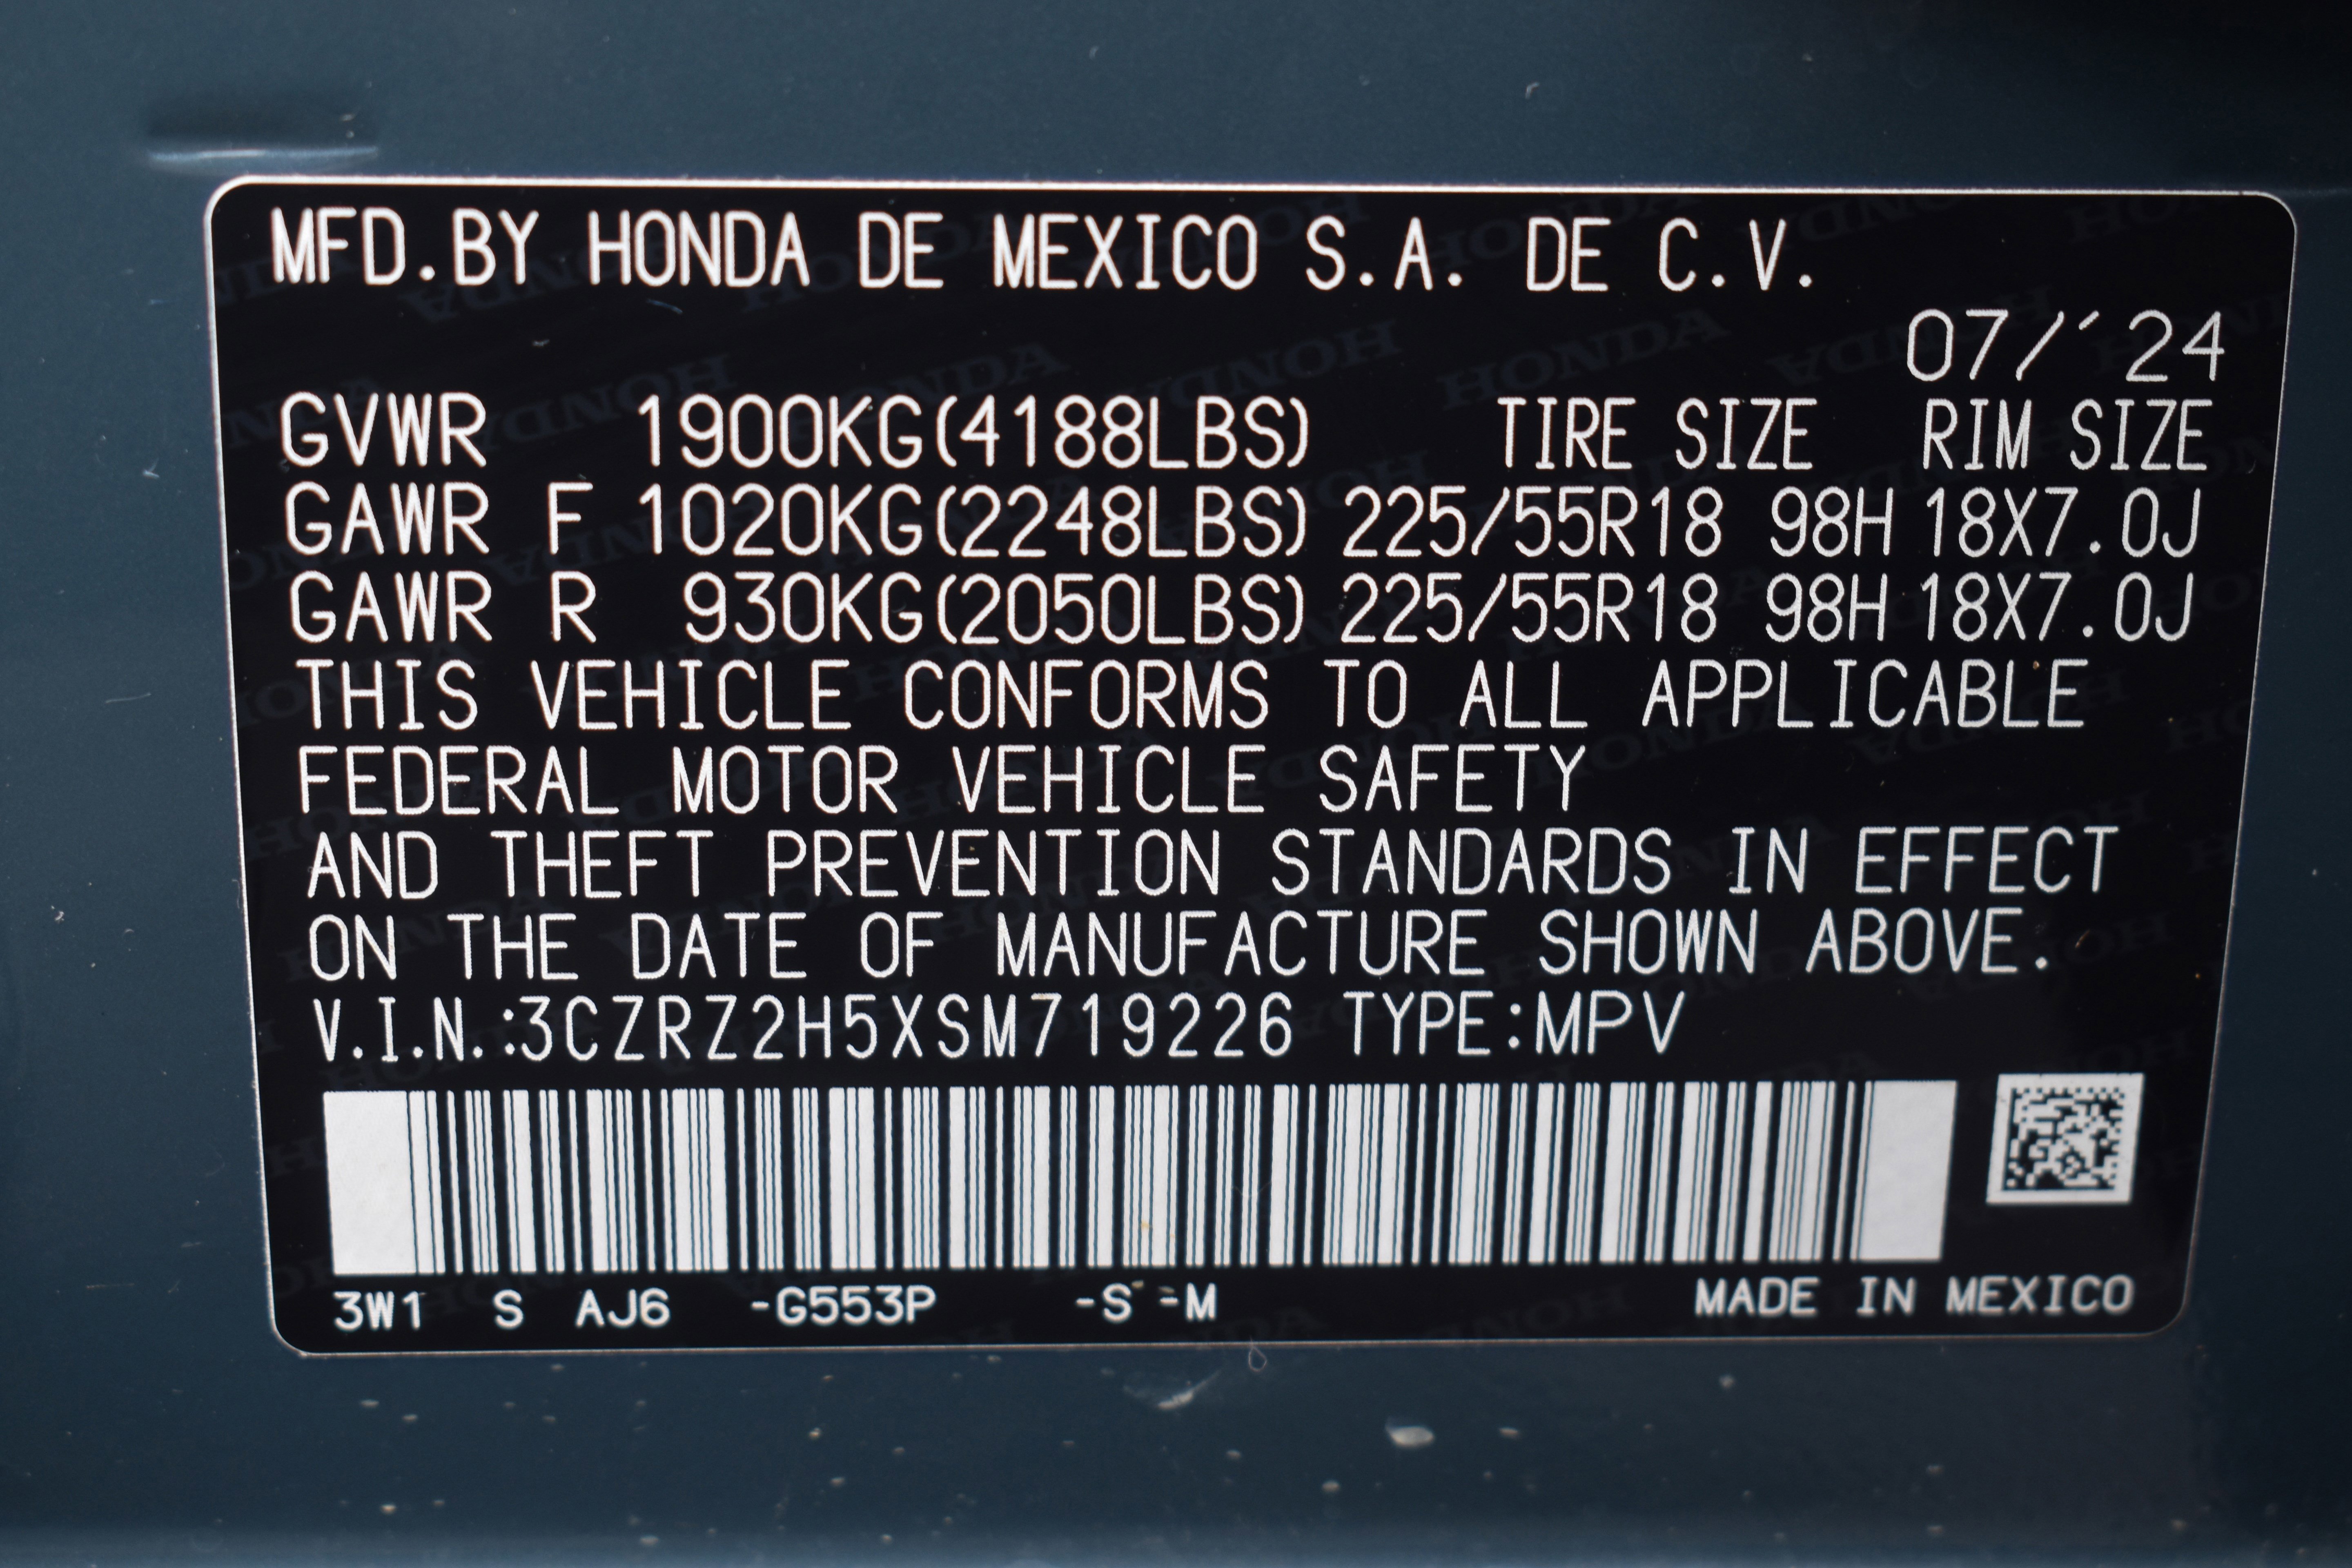 MFD.BY HONDA DE MEXICO S.A. DE C.V.
07/´24
GVWR 1900KG(4188LBS) TIRE SIZE RIM SIZE
GAWR F 1020KG(2248LBS) 225/55R18 98H 18X7.0J
GAWR R 930KG(2050LBS) 225/55R18 98H 18X7.0J
THIS VEHICLE CONFORMS TO ALL APPLICABLE
FEDERAL MOTOR VEHICLE SAFETY
AND THEFT PREVENTION STANDARDS IN EFFECT
ON THE DATE OF MANUFACTURE SHOWN ABOVE.
V.I.N.:3CZRZ2H5XSM719226 TYPE:MPV
3W1 S AJ6 -G553P -S -M MADE IN MEXICO